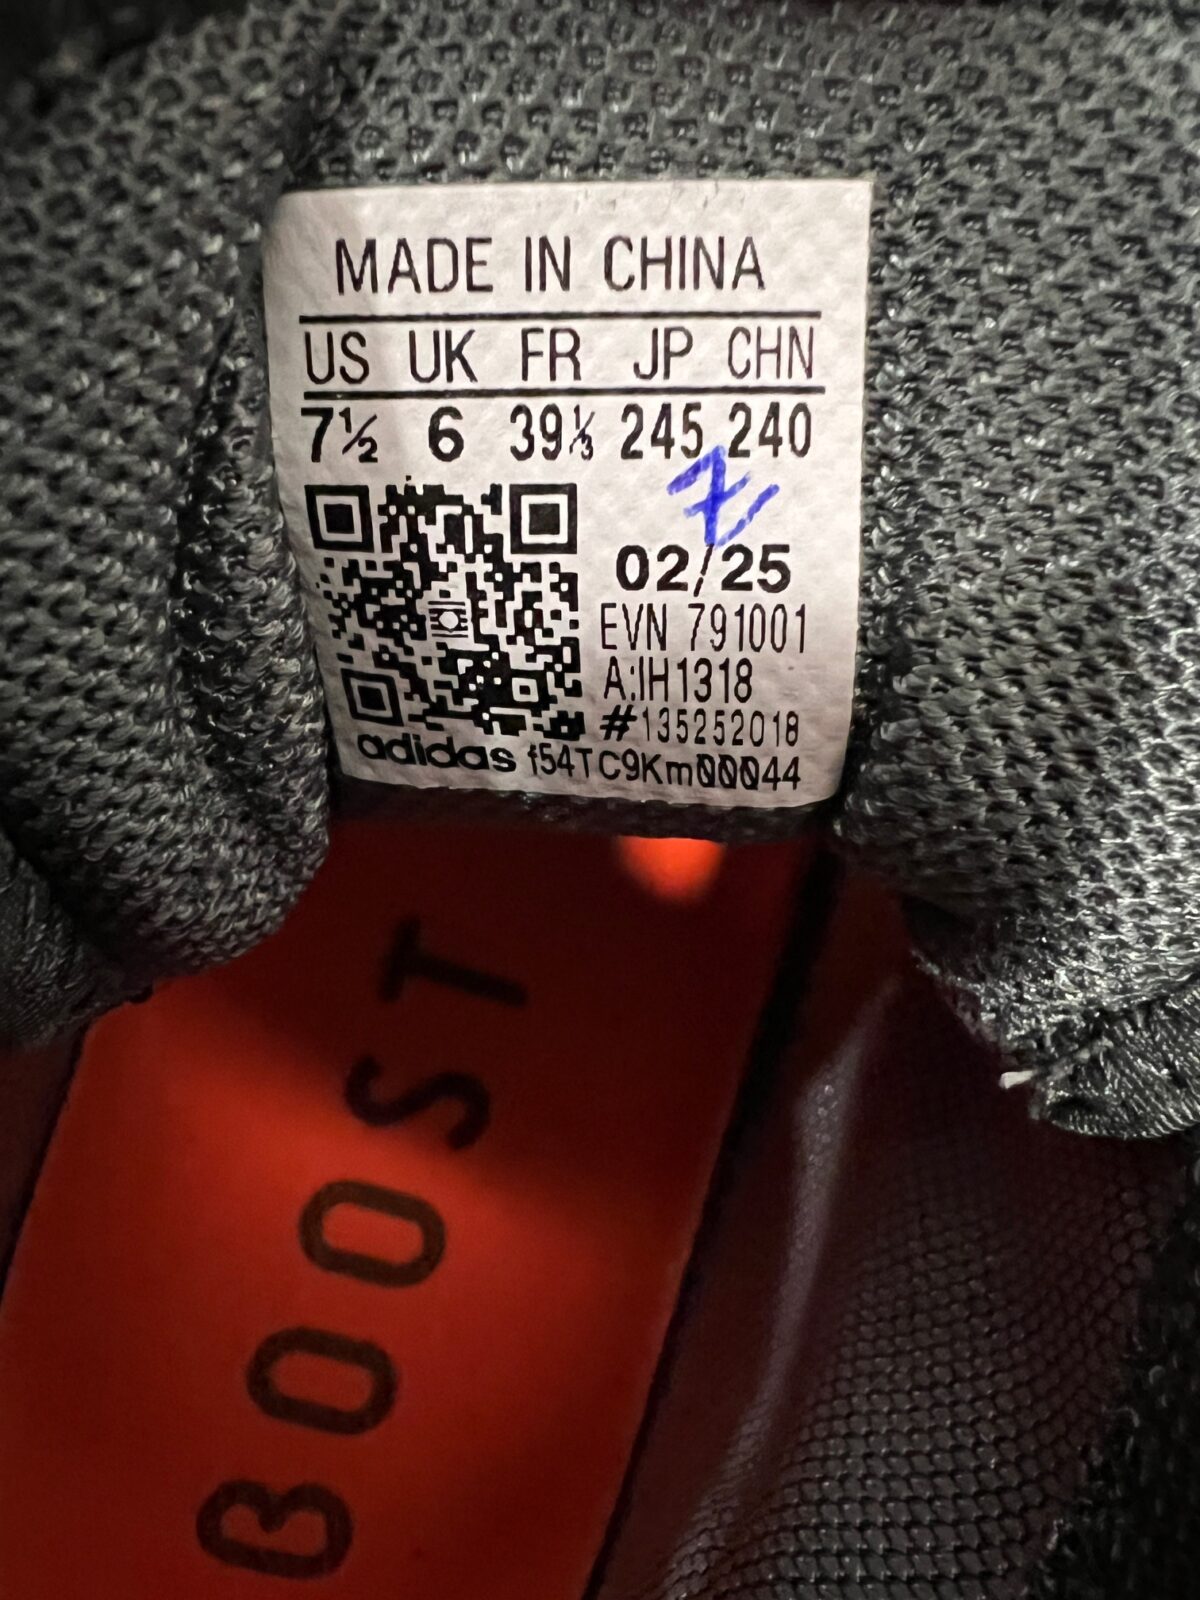 MADE IN CHINA
US UK FR JP CHN
7½ 6 39⅓ 245 240
02/25
EVN 791001
A:IH1318
#135252018
adidas f54TC9Km00044
BOOST